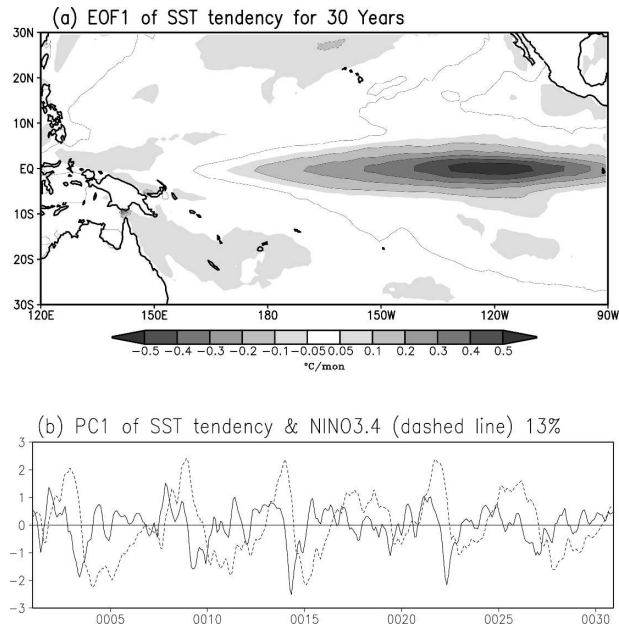 (a) EOF1 of SST tendency for 30 Years
30N
20N
10N
EQ
10S
20S
30S
120E 150E 180 150W 120W 90W
-0.5 -0.4 -0.3 -0.2 -0.1 -0.05 0.05 0.1 0.2 0.3 0.4 0.5
°C/mon
(b) PC1 of SST tendency & NINO3.4 (dashed line) 13%
3
2
1
0
-1
-2
-3
0005 0010 0015 0020 0025 0030